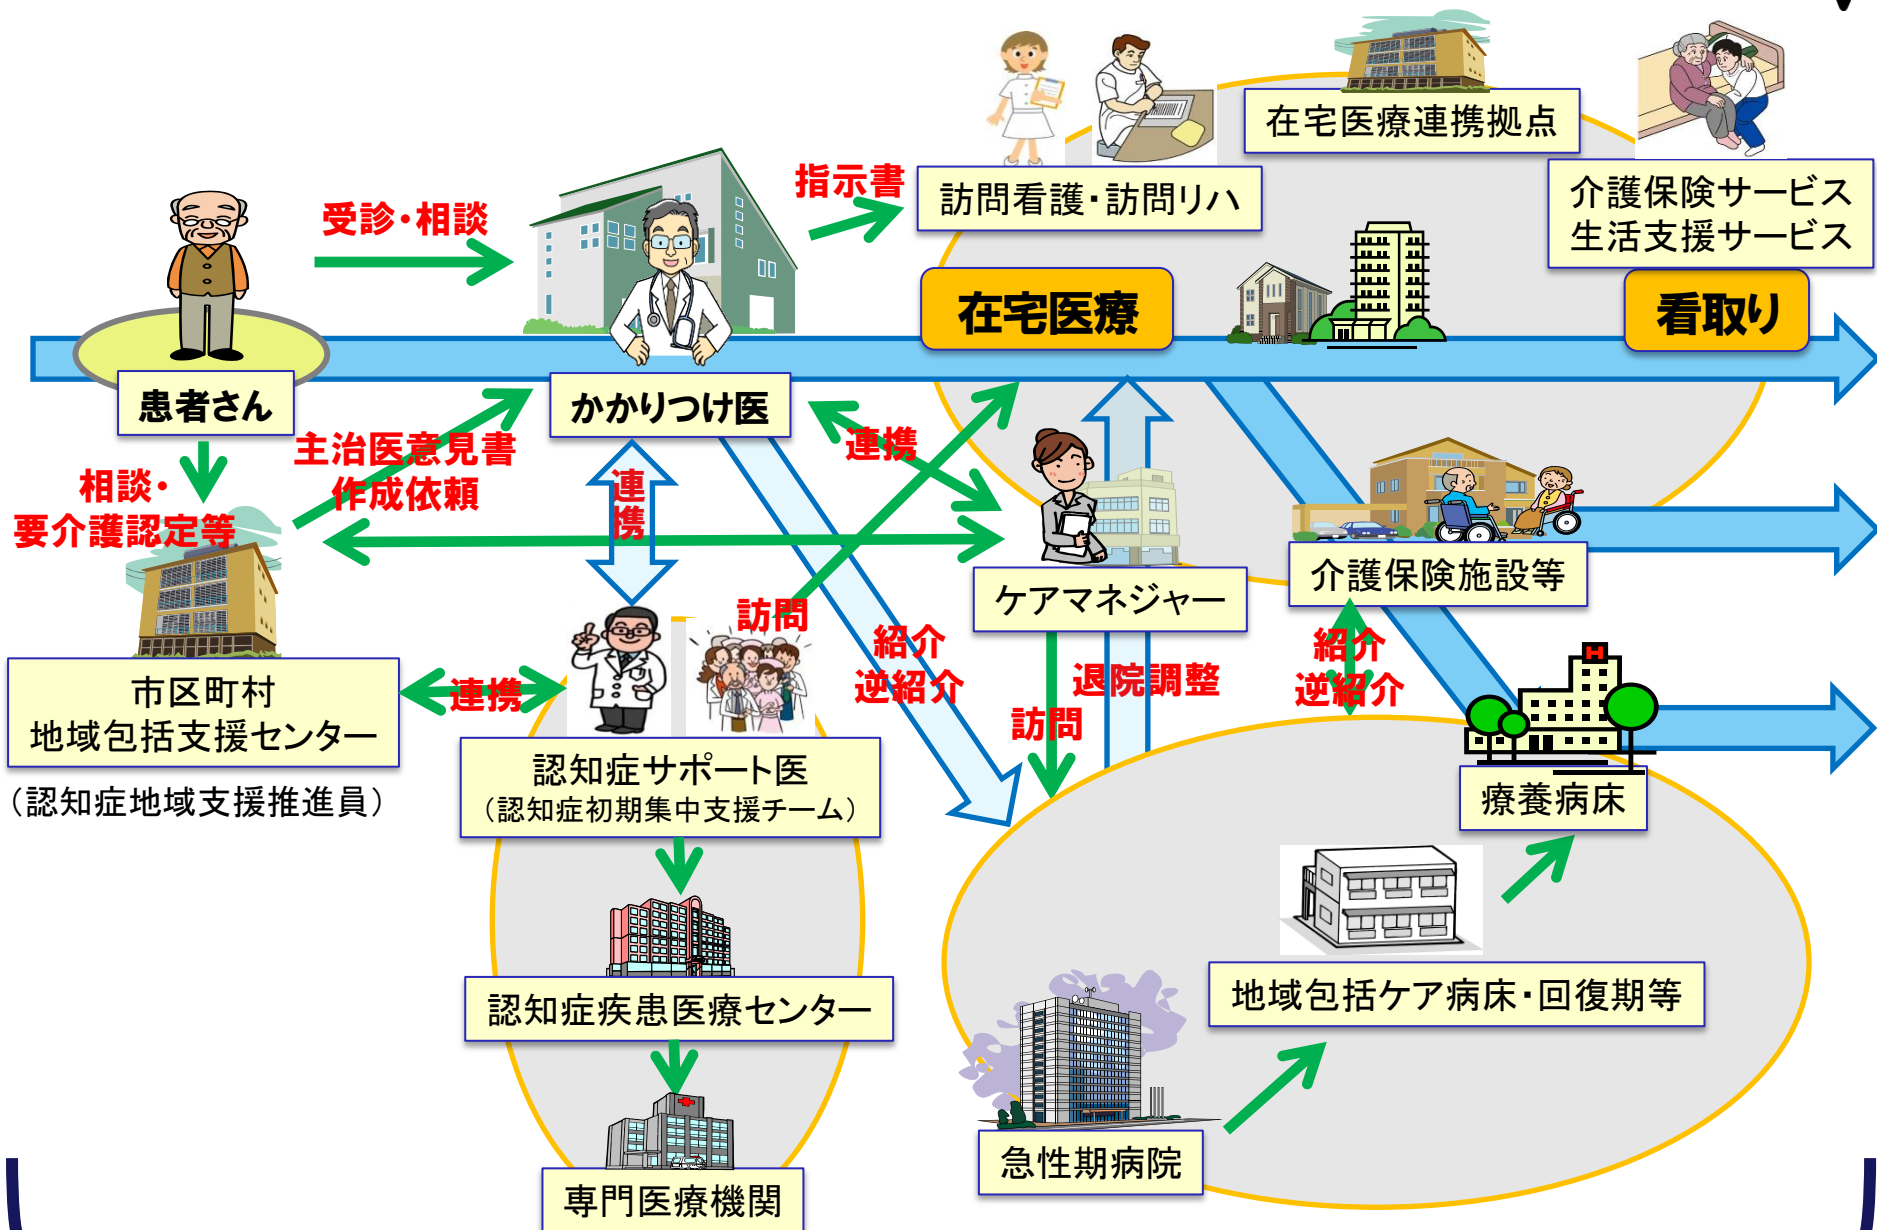 在宅医療連携拠点
指示書
訪問看護・訪問リハ
介護保険サービス
生活支援サービス
受診・相談
在宅医療
看取り
患者さん
かかりつけ医
主治医意見書
作成依頼
連携
相談・
要介護認定等
連携
介護保険施設等
ケアマネジャー
訪問
紹介
逆紹介
退院調整
紹介
逆紹介
訪問
市区町村
地域包括支援センター
(認知症地域支援推進員)
連携
認知症サポート医
(認知症初期集中支援チーム)
療養病床
認知症疾患医療センター
地域包括ケア病床・回復期等
急性期病院
専門医療機関
H